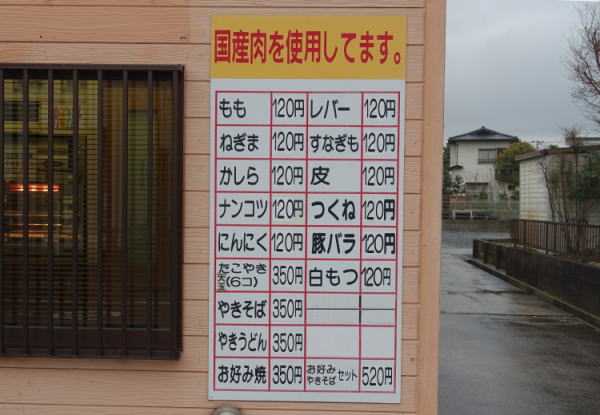 国産肉を使用してます。
もも 120円 レバー 120円
ねぎま 120円 すなぎも 120円
かしら 120円 皮 120円
ナンコツ 120円 つくね 120円
にんにく 120円 豚バラ 120円
たこやき 大玉(6コ) 350円 白もつ 120円
やきそば 350円
やきうどん 350円
お好み焼 350円 お好みやきそばセット 520円